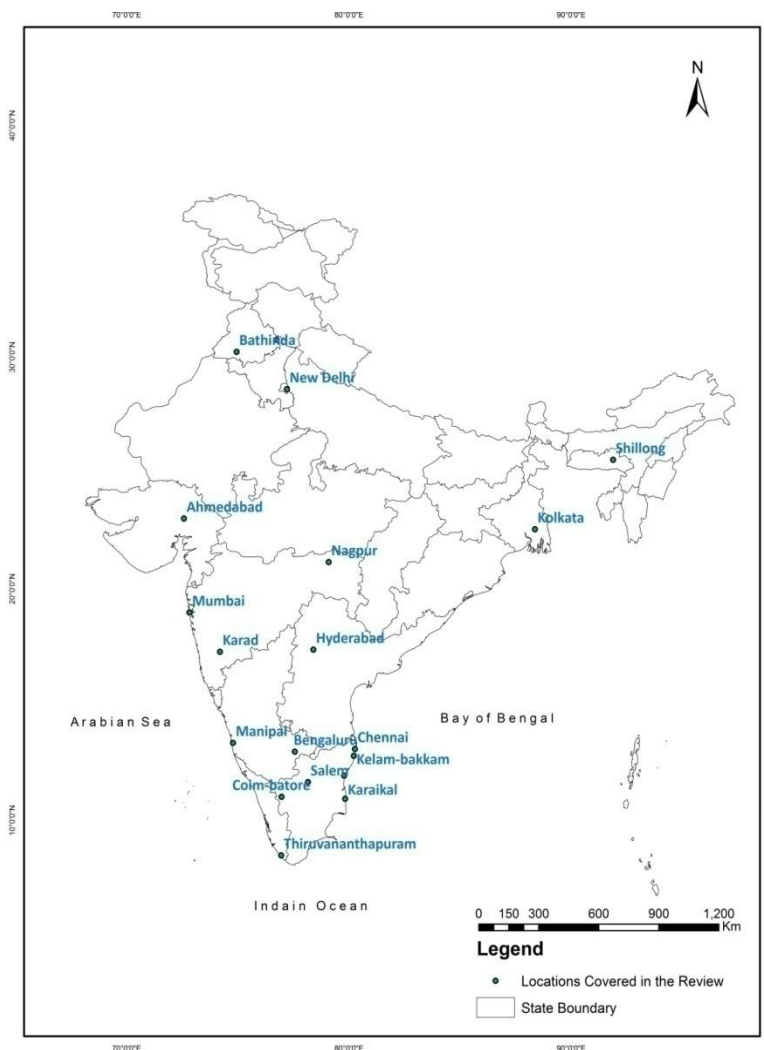 70°0'0"E 80°0'0"E 90°0'0"E
N
40°0'0"N
30°0'0"N
20°0'0"N
10°0'0"N
Bathinda
New Delhi
Shillong
Ahmedabad
Kolkata
Nagpur
Mumbai
Karad
Hyderabad
Arabian Sea
Bay of Bengal
Manipal
Bengaluru
Chennai
Kelam-bakkam
Salem
Coim-batore
Karaikal
Thiruvananthapuram
Indain Ocean
0 150 300 600 900 1,200
Km
Legend
Locations Covered in the Review
State Boundary
70°0'0"E 80°0'0"E 90°0'0"E